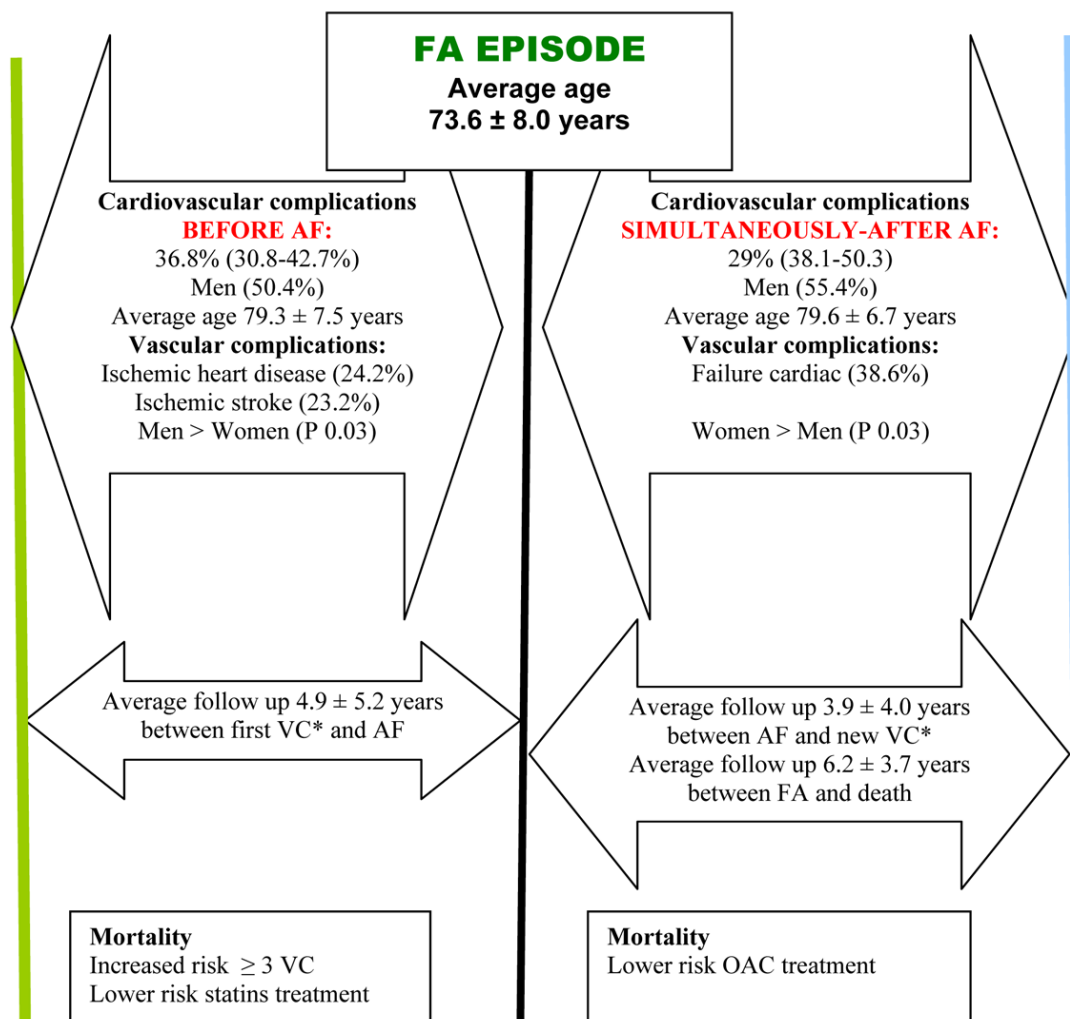 FA EPISODE
Average age
73.6 ± 8.0 years
Cardiovascular complications
BEFORE AF:
36.8% (30.8-42.7%)
Men (50.4%)
Average age 79.3 ± 7.5 years
Vascular complications:
Ischemic heart disease (24.2%)
Ischemic stroke (23.2%)
Men > Women (P 0.03)
Cardiovascular complications
SIMULTANEOUSLY-AFTER AF:
29% (38.1-50.3)
Men (55.4%)
Average age 79.6 ± 6.7 years
Vascular complications:
Failure cardiac (38.6%)
Women > Men (P 0.03)
Average follow up 4.9 ± 5.2 years
between first VC* and AF
Average follow up 3.9 ± 4.0 years
between AF and new VC*
Average follow up 6.2 ± 3.7 years
between FA and death
Mortality
Increased risk ≥ 3 VC
Lower risk statins treatment
Mortality
Lower risk OAC treatment